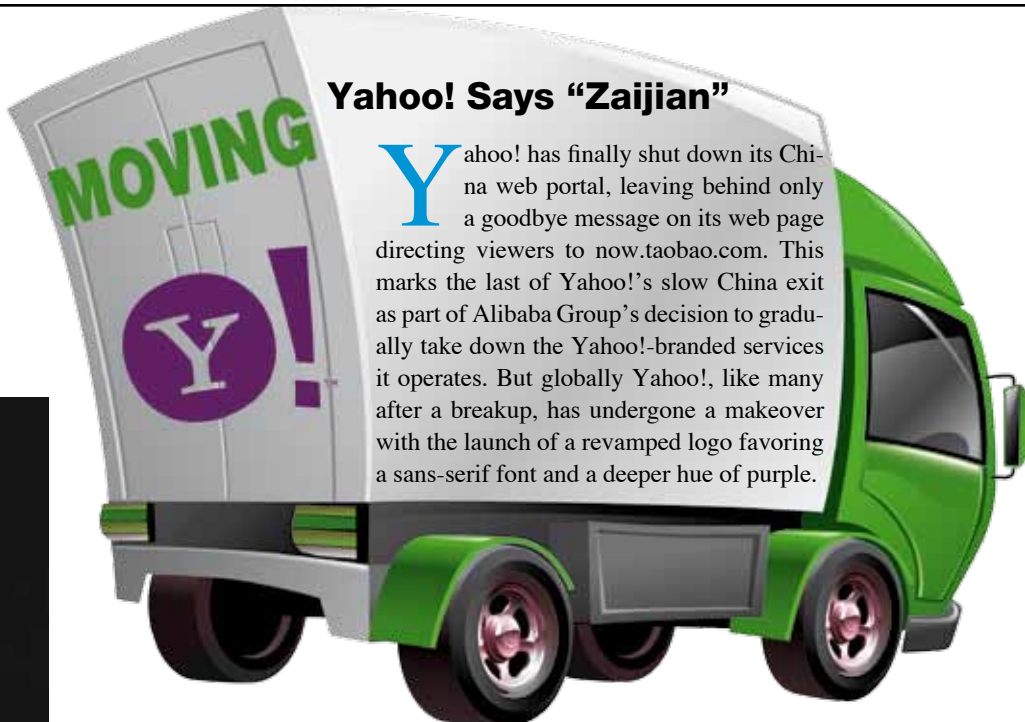 Yahoo! Says “Zaijian”
Yahoo! has finally shut down its Chi-
na web portal, leaving behind only
a goodbye message on its web page
directing viewers to now.taobao.com. This
marks the last of Yahoo!’s slow China exit
as part of Alibaba Group’s decision to gradu-
ally take down the Yahoo!-branded services
it operates. But globally Yahoo!, like many
after a breakup, has undergone a makeover
with the launch of a revamped logo favoring
a sans-serif font and a deeper hue of purple.
MOVING
Y!